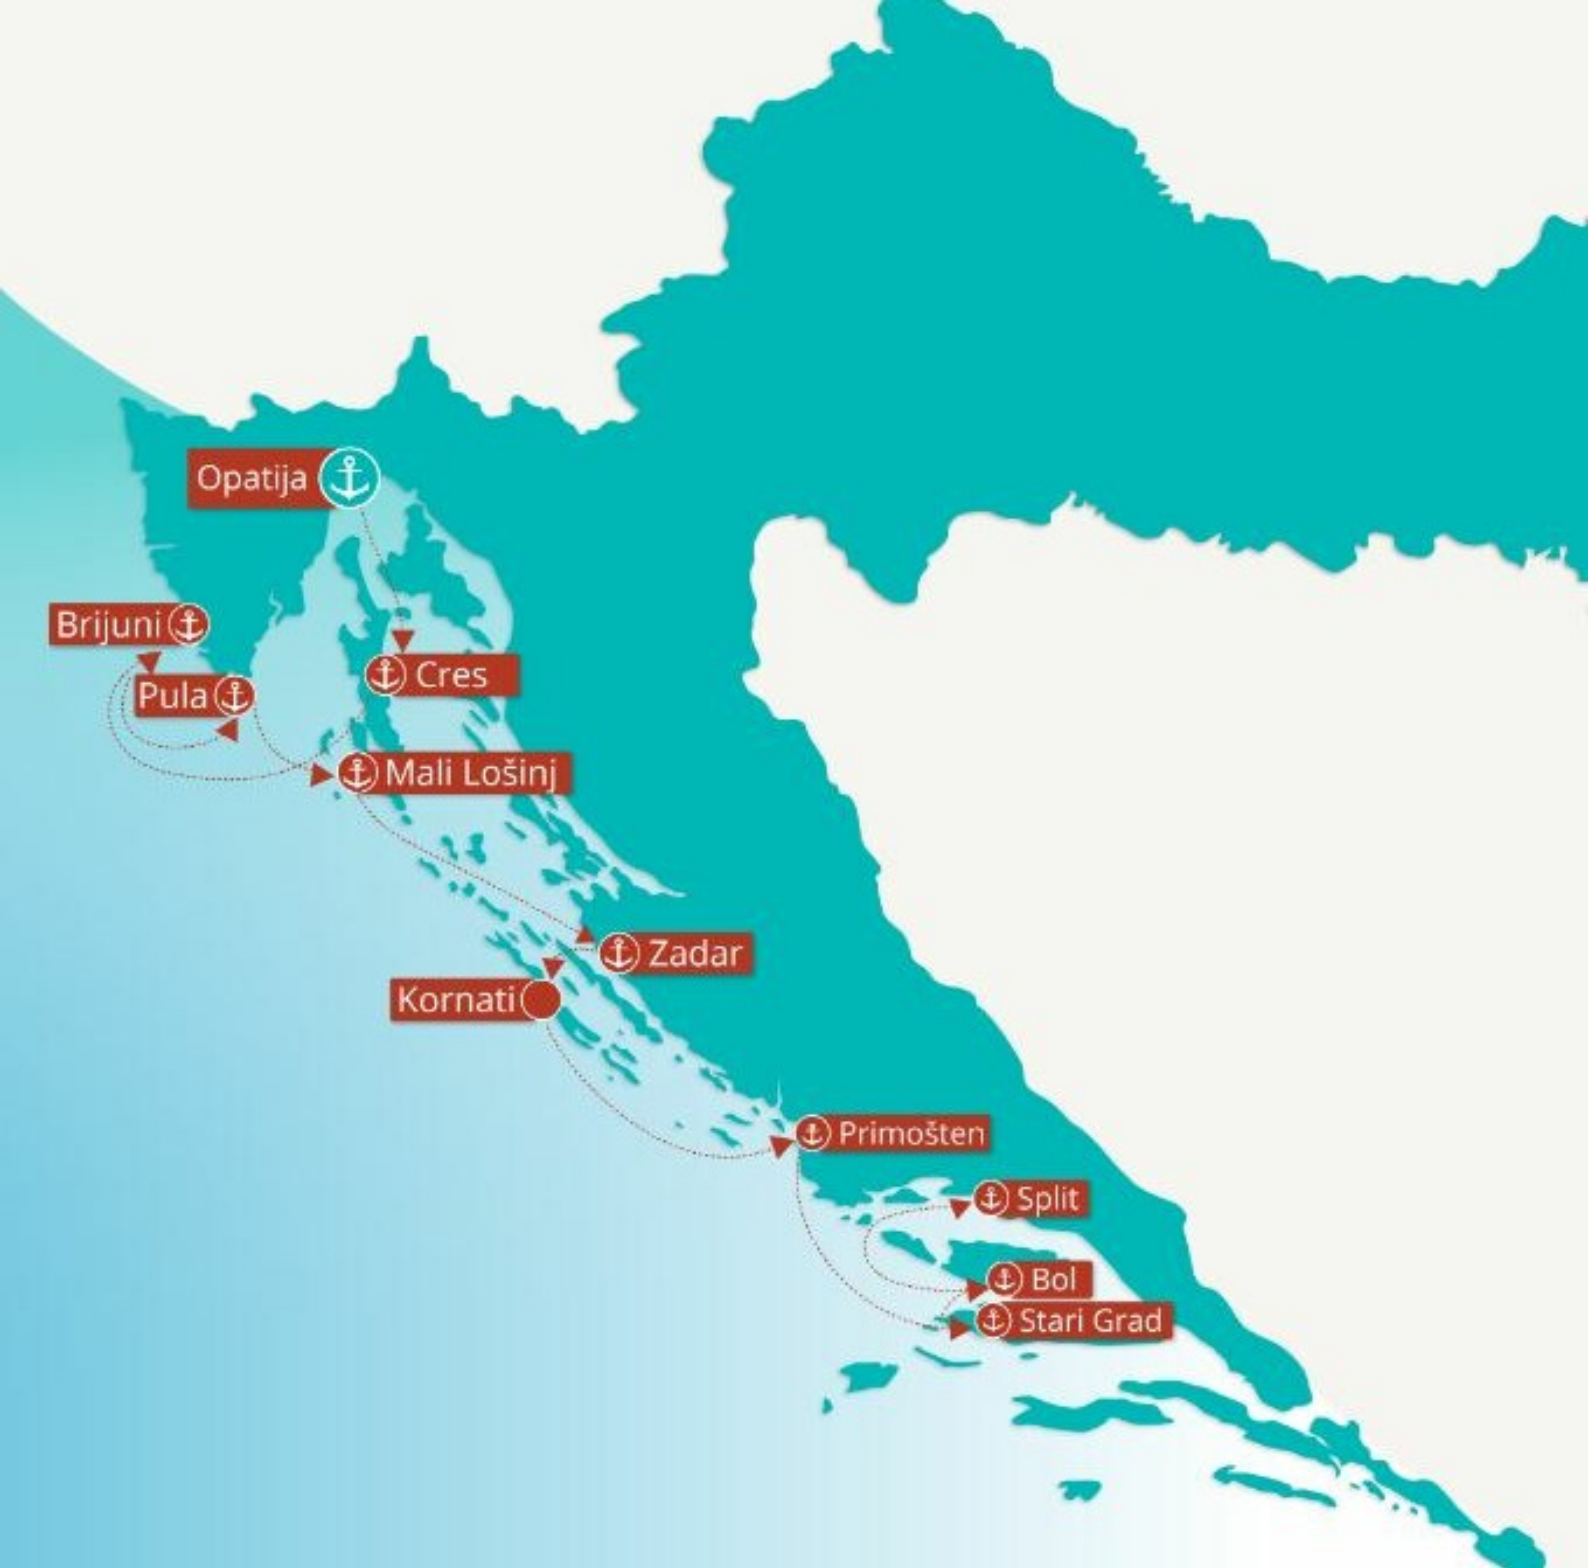 Opatija
Brijuni
Cres
Pula
Mali Lošinj
Zadar
Kornati
Primošten
Split
Bol
Stari Grad